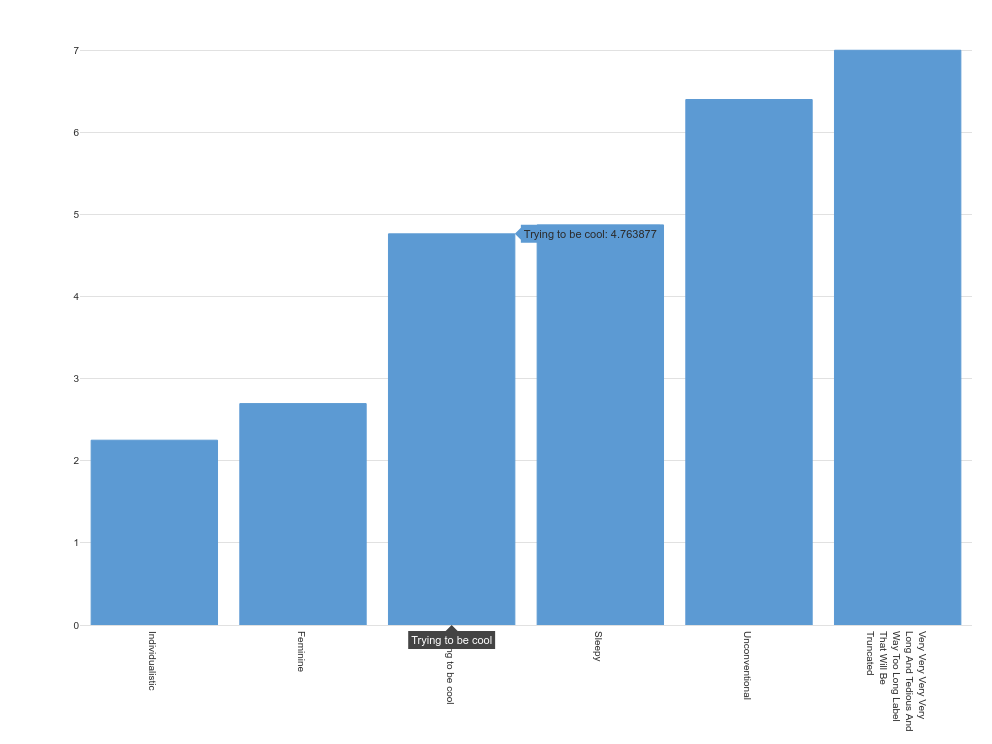 7
6
5
4
3
2
1
0
Trying to be cool: 4.763877
Individualistic
Feminine
Trying to be cool
ng to be cool
Sleepy
Unconventional
Very Very Very Very
Long And Tedious And
Way Too Long Label
That Will Be
Truncated